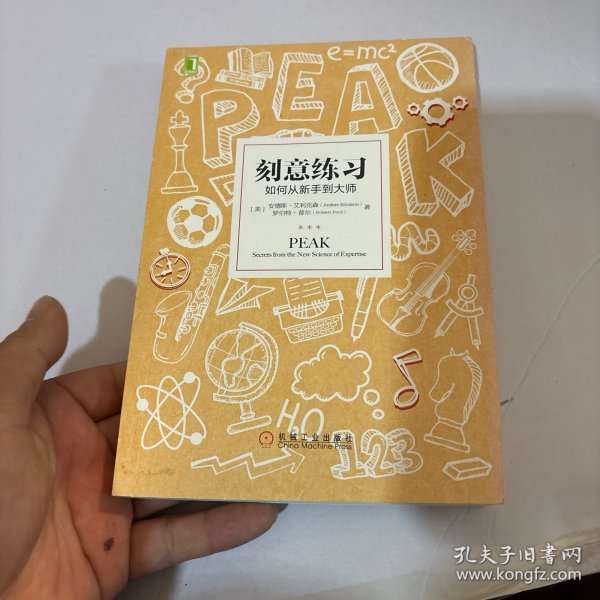 e=mc²
PEAK
刻意练习
如何从新手到大师
[美] 安德斯·艾利克森 (Anders Ericsson)
罗伯特·普尔 (Robert Pool) 著
***
PEAK
Secrets from the New Science of Expertise
H₂O
机械工业出版社
China Machine Press
123
孔夫子旧书网
www.kongfz.com